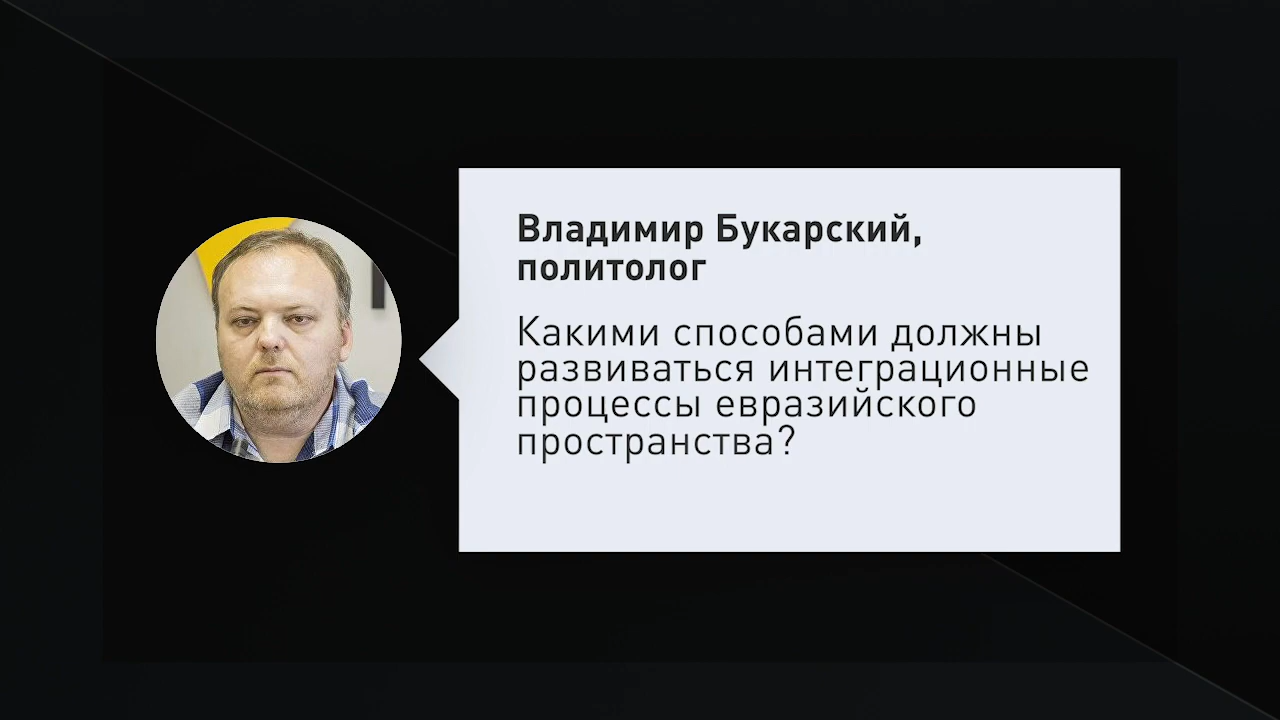 Владимир Букарский,
политолог
Какими способами должны
развиваться интеграционные
процессы евразийского
пространства?